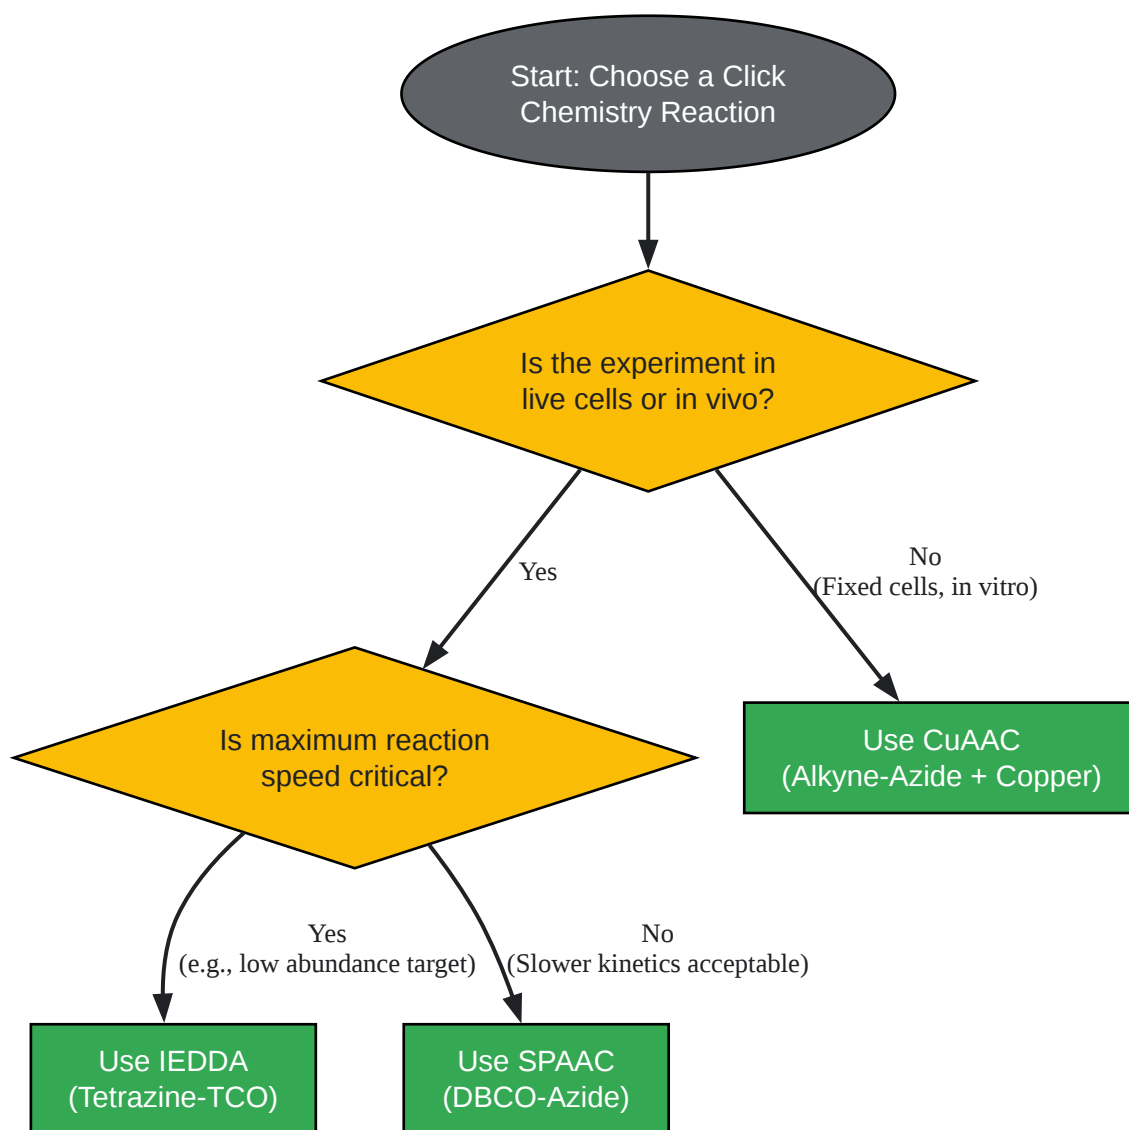 Start: Choose a Click
Chemistry Reaction
Is the experiment in
live cells or in vivo?
Yes
No
(Fixed cells, in vitro)
Is maximum reaction
speed critical?
Use CuAAC
(Alkyne-Azide + Copper)
Yes
(e.g., low abundance target)
No
(Slower kinetics acceptable)
Use IEDDA
(Tetrazine-TCO)
Use SPAAC
(DBCO-Azide)